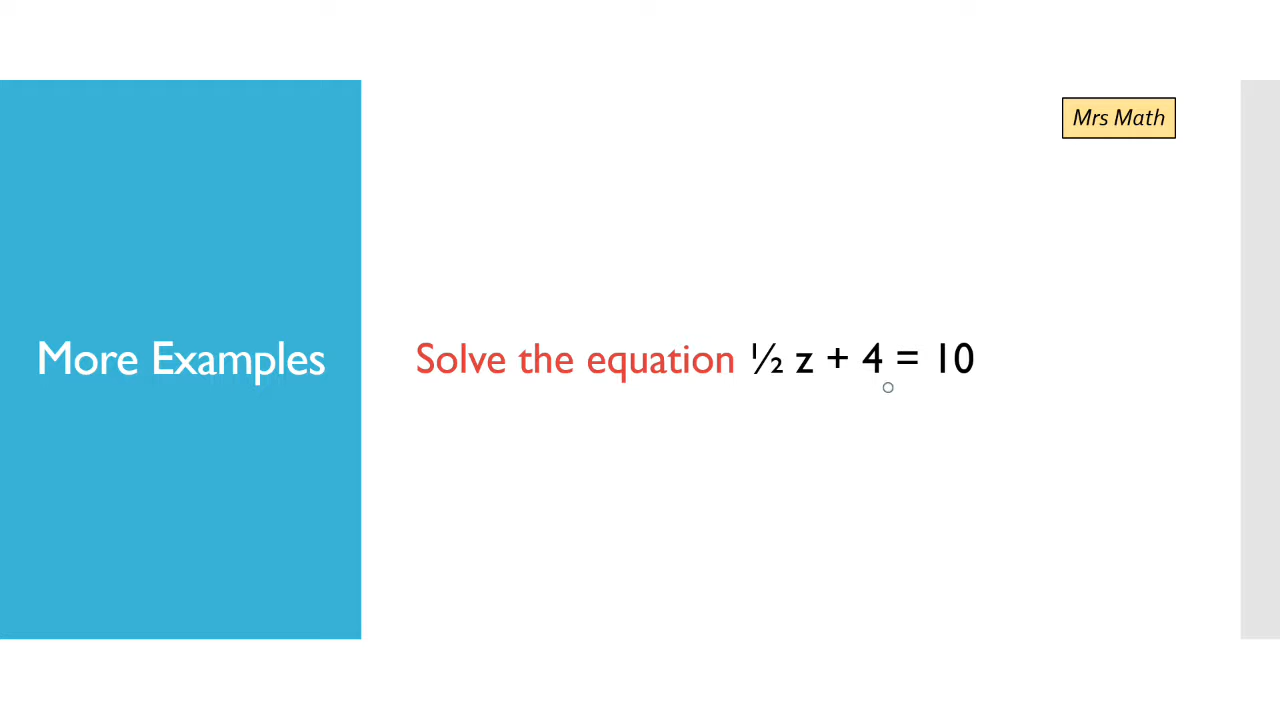 Mrs Math
More Examples
Solve the equation ½ z + 4 = 10